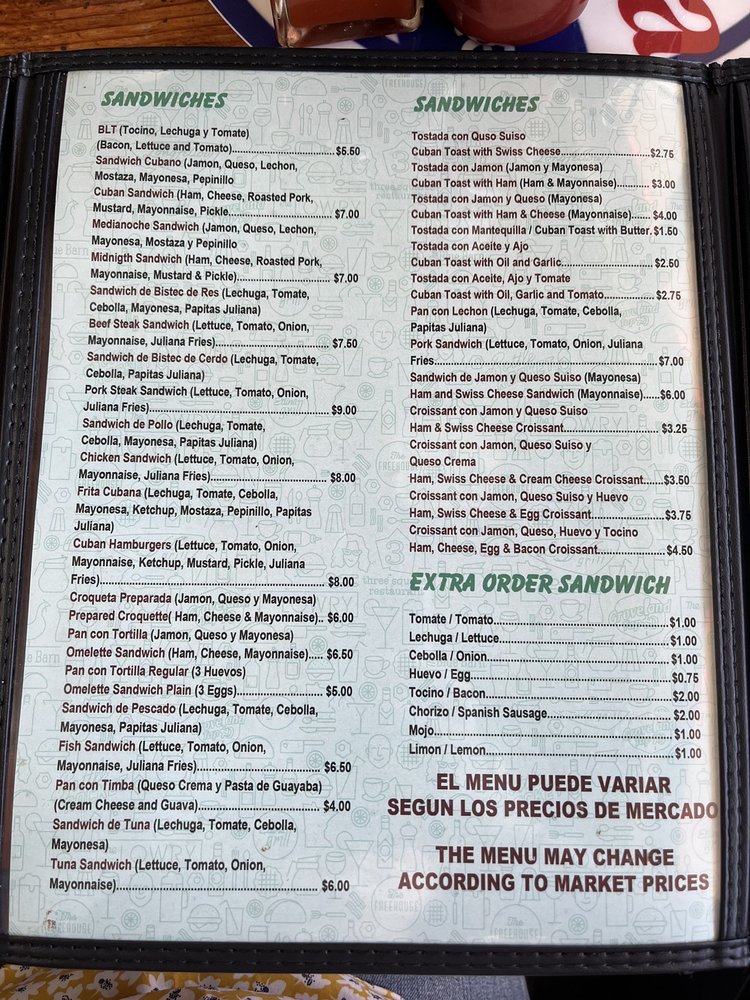 SANDWICHES
BLT (Tocino, Lechuga y Tomate)
(Bacon, Lettuce and Tomato)..............................$5.50
Sandwich Cubano (Jamon, Queso, Lechon,
Mostaza, Mayonesa, Pepinillo
Cuban Sandwich (Ham, Cheese, Roasted Pork,
Mustard, Mayonnaise, Pickle................................$7.00
Medianoche Sandwich (Jamon, Queso, Lechon,
Mayonesa, Mostaza y Pepinillo
Midnigth Sandwich (Ham, Cheese, Roasted Pork,
Mayonnaise, Mustard & Pickle)............................$7.00
Sandwich de Bistec de Res (Lechuga, Tomate,
Cebolla, Mayonesa, Papitas Juliana)
Beef Steak Sandwich (Lettuce, Tomato, Onion,
Mayonnaise, Juliana Fries).................................. $7.50
Sandwich de Bistec de Cerdo (Lechuga, Tomate,
Cebolla, Papitas Juliana)
Pork Steak Sandwich (Lettuce, Tomato, Onion,
Juliana Fries)...................................................... $9.00
Sandwich de Pollo (Lechuga, Tomate,
Cebolla, Mayonesa, Papitas Juliana)
Chicken Sandwich (Lettuce, Tomato, Onion,
Mayonnaise, Juliana Fries).................................. $8.00
Frita Cubana (Lechuga, Tomate, Cebolla,
Mayonesa, Ketchup, Mostaza, Pepinillo, Papitas
Juliana)
Cuban Hamburgers (Lettuce, Tomato, Onion,
Mayonnaise, Ketchup, Mustard, Pickle, Juliana
Fries).................................................................. $8.00
Croqueta Preparada (Jamon, Queso y Mayonesa)
Prepared Croquette( Ham, Cheese & Mayonnaise).. $6.00
Pan con Tortilla (Jamon, Queso y Mayonesa)
Omelette Sandwich (Ham, Cheese, Mayonnaise)..... $6.50
Pan con Tortilla Regular (3 Huevos)
Omelette Sandwich Plain (3 Eggs)......................... $5.00
Sandwich de Pescado (Lechuga, Tomate, Cebolla,
Mayonesa, Papitas Juliana)
Fish Sandwich (Lettuce, Tomato, Onion,
Mayonnaise, Juliana Fries)................................... $6.50
Pan con Timba (Queso Crema y Pasta de Guayaba)
(Cream Cheese and Guava)................................... $4.00
Sandwich de Tuna (Lechuga, Tomate, Cebolla,
Mayonesa)
Tuna Sandwich (Lettuce, Tomato, Onion,
Mayonnaise)......................................................... $6.00
SANDWICHES
Tostada con Quso Suiso
Cuban Toast with Swiss Cheese...........................$2.75
Tostada con Jamon (Jamon y Mayonesa)
Cuban Toast with Ham (Ham & Mayonnaise).......... $3.00
Tostada con Jamon y Queso (Mayonesa)
Cuban Toast with Ham & Cheese (Mayonnaise)...... $4.00
Tostada con Mantequilla / Cuban Toast with Butter.$1.50
Tostada con Aceite y Ajo
Cuban Toast with Oil and Garlic........................... $2.50
Tostada con Aceite, Ajo y Tomate
Cuban Toast with Oil, Garlic and Tomato............... $2.75
Pan con Lechon (Lechuga, Tomate, Cebolla,
Papitas Juliana)
Pork Sandwich (Lettuce, Tomato, Onion, Juliana
Fries.................................................................. $7.00
Sandwich de Jamon y Queso Suiso (Mayonesa)
Ham and Swiss Cheese Sandwich (Mayonnaise).....$6.00
Croissant con Jamon y Queso Suiso
Ham & Swiss Cheese Croissant............................ $3.25
Croissant con Jamon, Queso Suiso y
Queso Crema
Ham, Swiss Cheese & Cream Cheese Croissant......$3.50
Croissant con Jamon, Queso Suiso y Huevo
Ham, Swiss Cheese & Egg Croissant.....................$3.75
Croissant con Jamon, Queso, Huevo y Tocino
Ham, Cheese, Egg & Bacon Croissant....................$4.50
EXTRA ORDER SANDWICH
Tomate / Tomato...................................................$1.00
Lechuga / Lettuce.................................................$1.00
Cebolla / Onion.....................................................$1.00
Huevo / Egg..........................................................$0.75
Tocino / Bacon......................................................$2.00
Chorizo / Spanish Sausage.................................... $2.00
Mojo.....................................................................$1.00
Limon / Lemon......................................................$1.00
EL MENU PUEDE VARIAR
SEGUN LOS PRECIOS DE MERCADO
THE MENU MAY CHANGE
ACCORDING TO MARKET PRICES